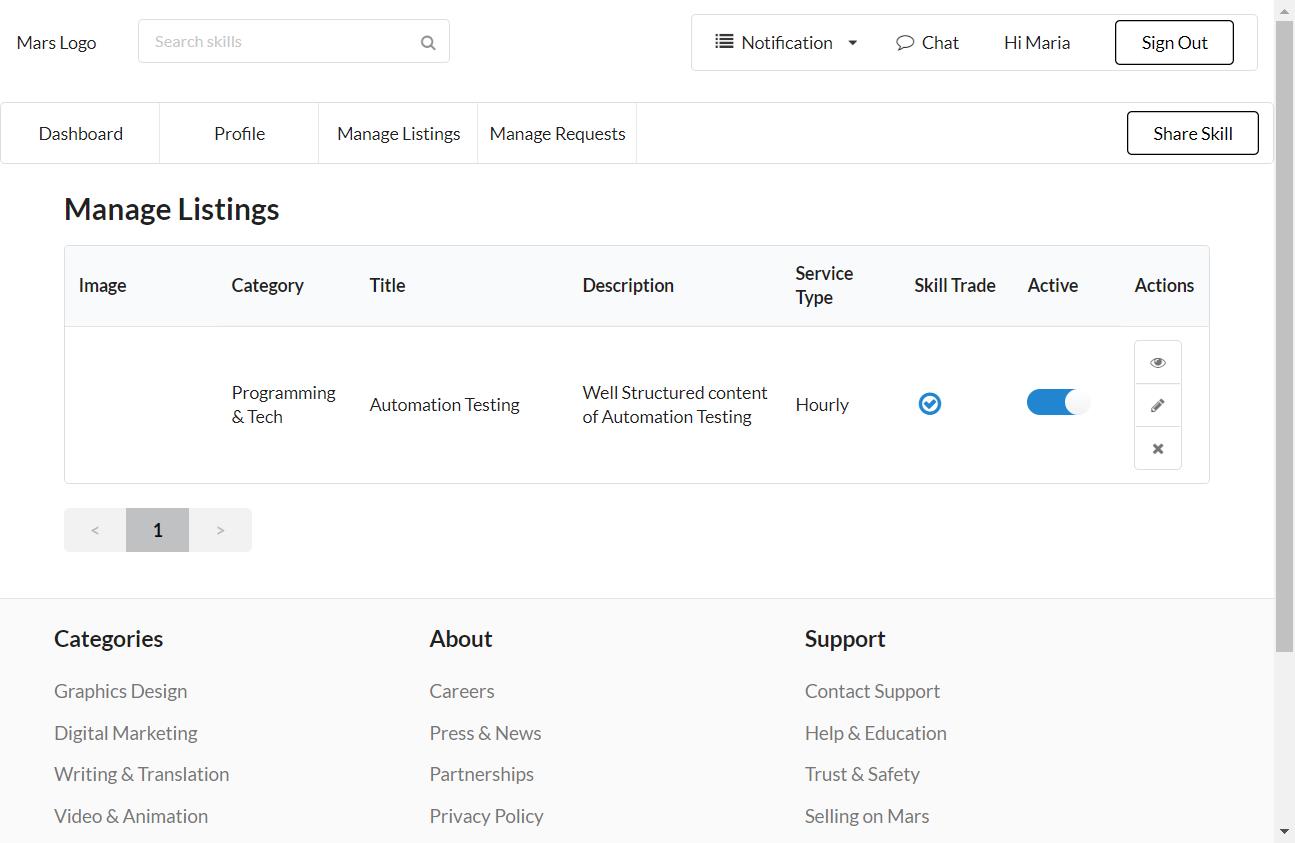 Mars Logo
Search skills
Notification
Chat
Hi Maria
Sign Out
Dashboard
Profile
Manage Listings
Manage Requests
Share Skill
Manage Listings
Image
Category
Title
Description
Service
Type
Skill Trade
Active
Actions
Programming
& Tech
Automation Testing
Well Structured content
of Automation Testing
Hourly
< 1 >
Categories
Graphics Design
Digital Marketing
Writing & Translation
Video & Animation
About
Careers
Press & News
Partnerships
Privacy Policy
Support
Contact Support
Help & Education
Trust & Safety
Selling on Mars